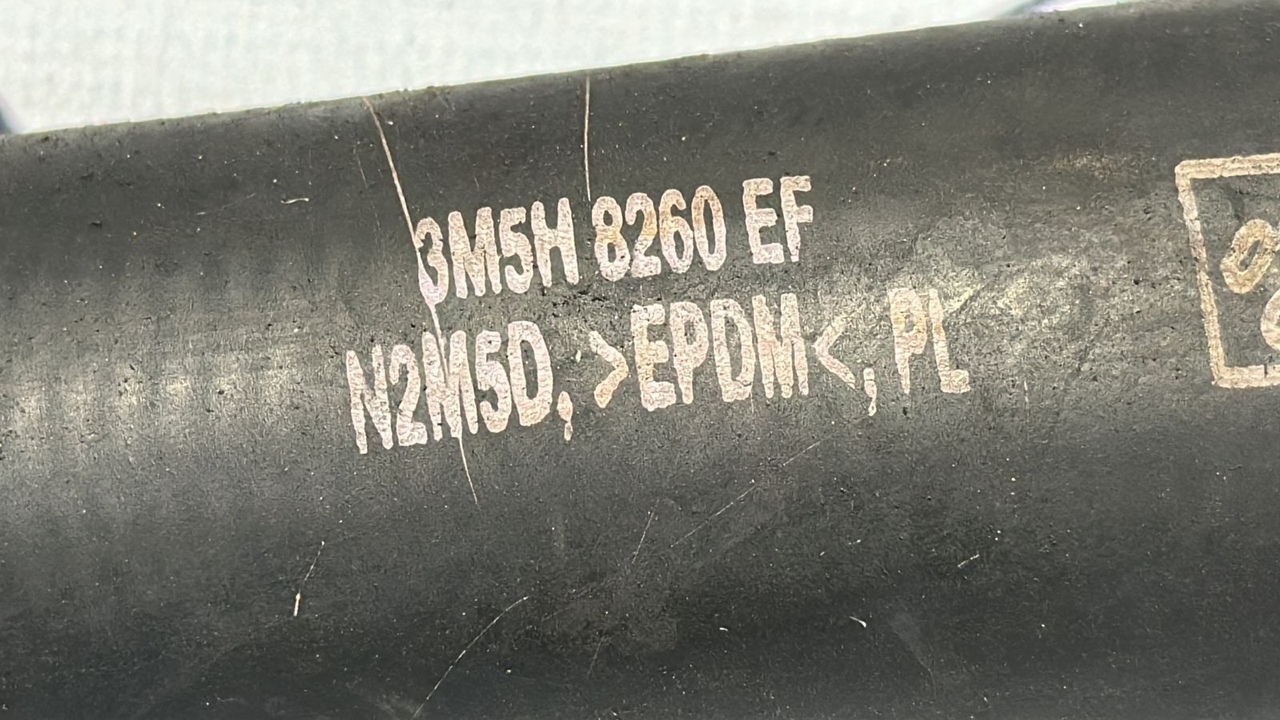 3M5H 8260 EF
N2M5D, >EPDM<, PL